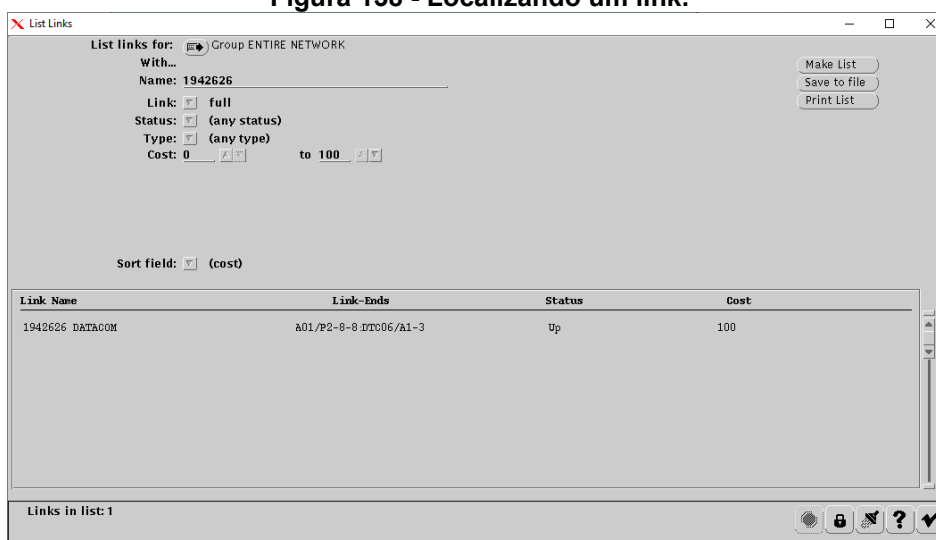 Figura 158 - Localizando um link.
List Links
List links for: Group ENTIRE NETWORK
With...
Name: 1942626
Link: full
Status: (any status)
Type: (any type)
Cost: 0 to 100
Make List
Save to file
Print List
Sort field: (cost)
Link Name Link-Ends Status Cost
1942626 DATACOM A01/P2-8-8:DTC06/A1-3 Up 100
Links in list: 1
?